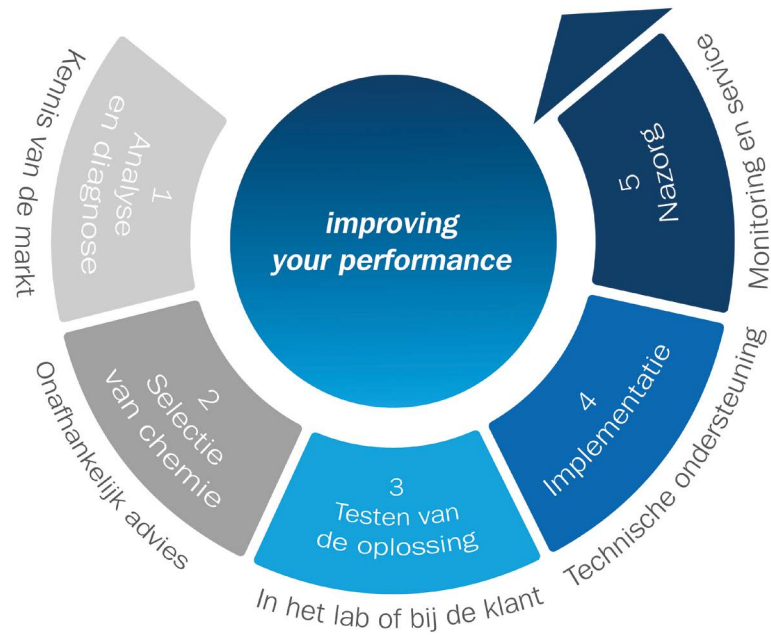 improving
your performance
1
Analyse
en diagnose
Kennis van de markt
2
Selectie
van chemie
Onafhankelijk advies
3
Testen van
de oplossing
In het lab of bij de klant
4
Implementatie
Technische ondersteuning
5
Nazorg
Monitoring en service